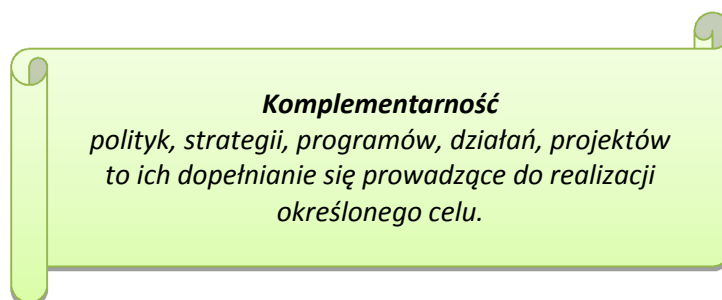 Komplementarność
polityk, strategii, programów, działań, projektów
to ich dopełnianie się prowadzące do realizacji
określonego celu.